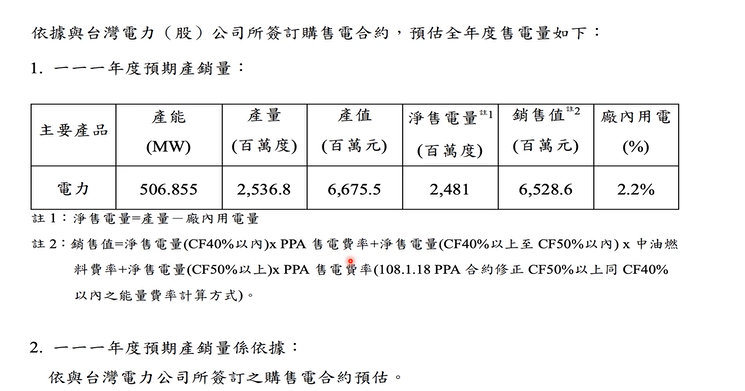 依據與台灣電力（股）公司所簽訂購售電合約，預估全年度售電量如下：
1. 一一一年度預期產銷量：
主要產品 產能 (MW) 產量 (百萬度) 產值 (百萬元) 淨售電量註1 (百萬度) 銷售值註2 (百萬元) 廠內用電 (%)
電力 506.855 2,536.8 6,675.5 2,481 6,528.6 2.2%
註 1：淨售電量=產量－廠內用電量
註 2：銷售值=淨售電量(CF40%以內)x PPA 售電費率+淨售電量(CF40%以上至 CF50%以內) x 中油燃
料費率+淨售電量(CF50%以上)x PPA 售電費率(108.1.18 PPA 合約修正 CF50%以上同 CF40%
以內之能量費率計算方式)。
2. 一一一年度預期產銷量係依據：
依與台灣電力公司所簽訂之購售電合約預估。